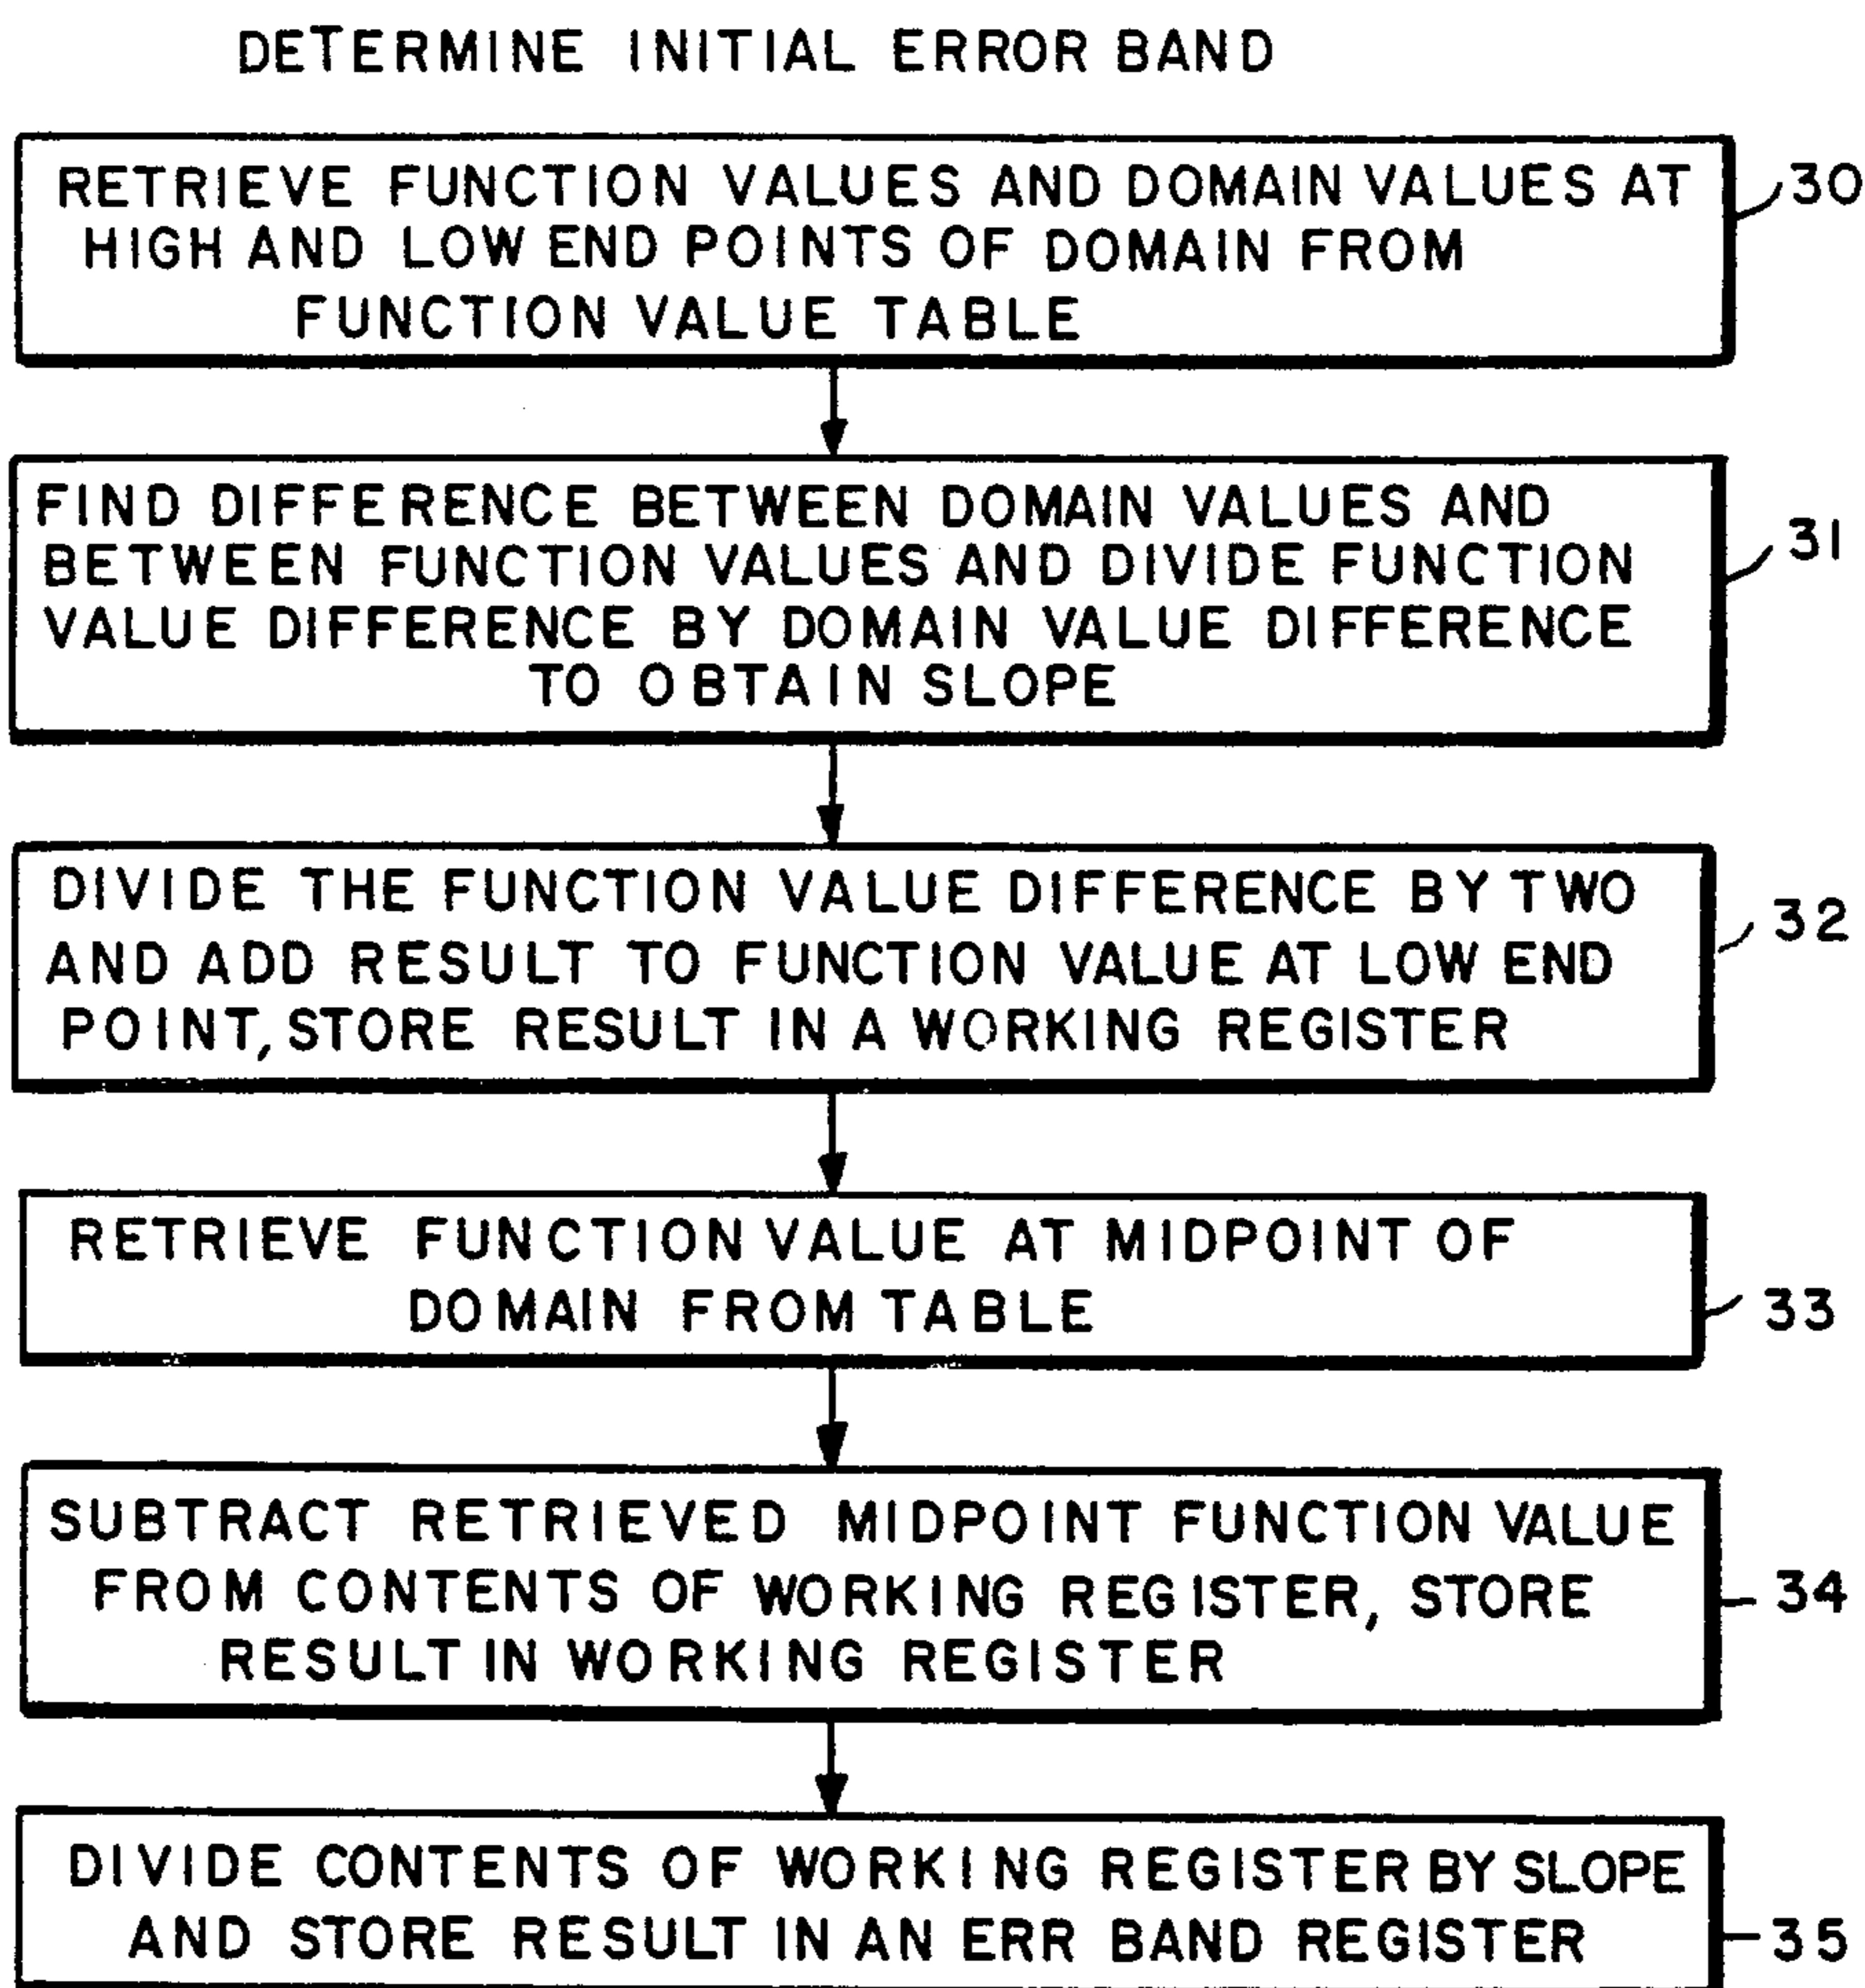 DETERMINE INITIAL ERROR BAND
RETRIEVE FUNCTION VALUES AND DOMAIN VALUES AT
HIGH AND LOW END POINTS OF DOMAIN FROM
FUNCTION VALUE TABLE
30
FIND DIFFERENCE BETWEEN DOMAIN VALUES AND
BETWEEN FUNCTION VALUES AND DIVIDE FUNCTION
VALUE DIFFERENCE BY DOMAIN VALUE DIFFERENCE
TO OBTAIN SLOPE
31
DIVIDE THE FUNCTION VALUE DIFFERENCE BY TWO
AND ADD RESULT TO FUNCTION VALUE AT LOW END
POINT, STORE RESULT IN A WORKING REGISTER
32
RETRIEVE FUNCTION VALUE AT MIDPOINT OF
DOMAIN FROM TABLE
33
SUBTRACT RETRIEVED MIDPOINT FUNCTION VALUE
FROM CONTENTS OF WORKING REGISTER, STORE
RESULT IN WORKING REGISTER
34
DIVIDE CONTENTS OF WORKING REGISTER BY SLOPE
AND STORE RESULT IN AN ERR BAND REGISTER
35